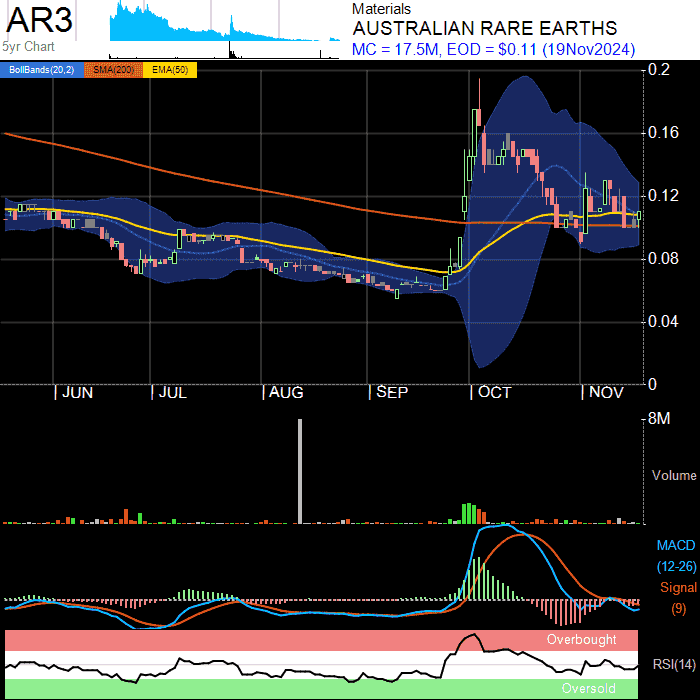 AR3
5yr Chart
Materials
AUSTRALIAN RARE EARTHS
MC = 17.5M, EOD = $0.11 (19Nov2024)
BollBands(20,2) SMA(200) EMA(50)
0.2
0.16
0.12
0.08
0.04
0
JUN JUL AUG SEP OCT NOV
8M
Volume
MACD
(12-26)
Signal
(9)
Overbought
RSI(14)
Oversold